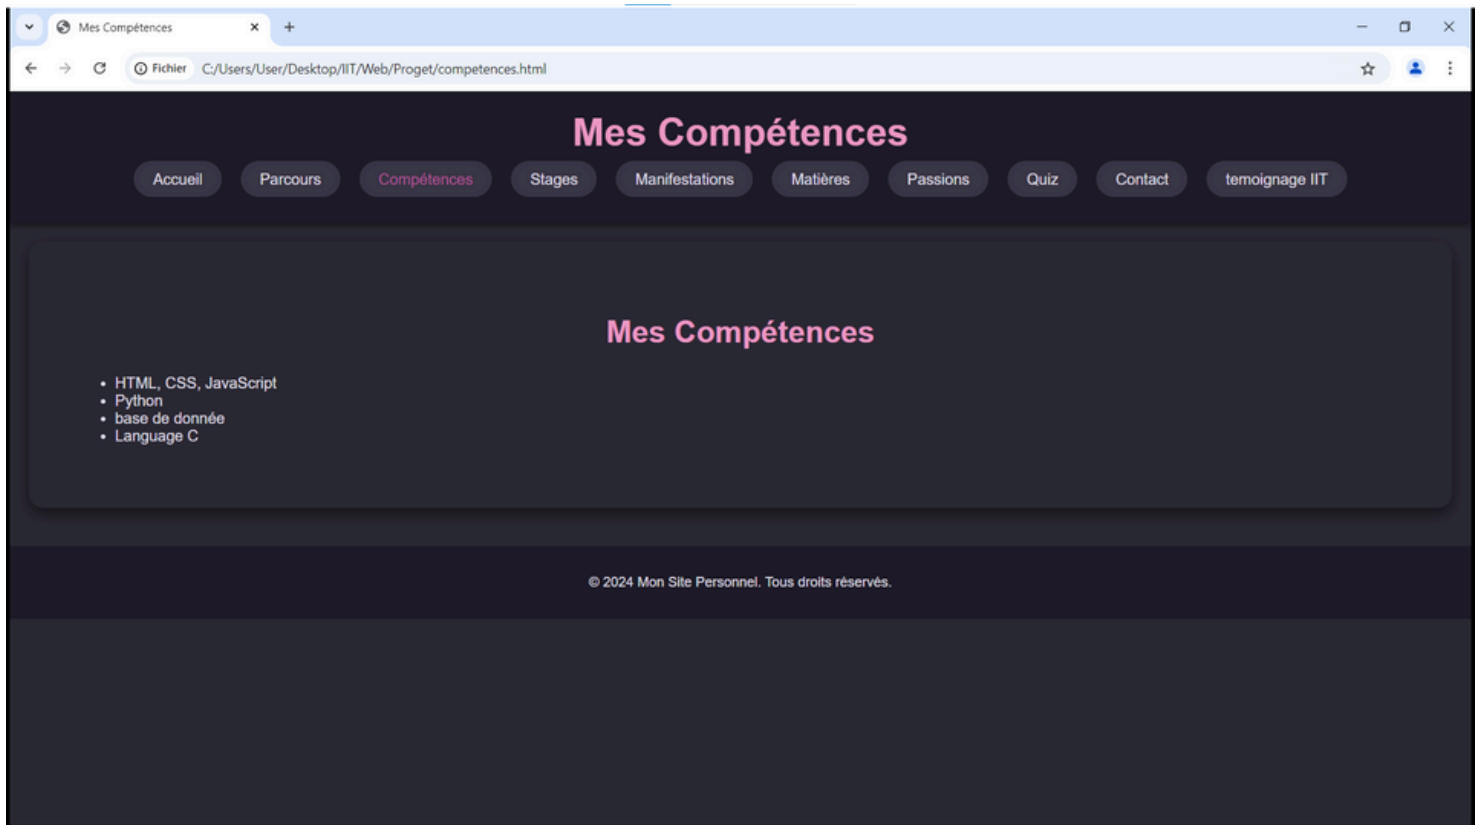 Mes Compétences
Fichier C:/Users/User/Desktop/IIT/Web/Proget/competences.html
Mes Compétences
Accueil Parcours Compétences Stages Manifestations Matières Passions Quiz Contact temoignage IIT
Mes Compétences
• HTML, CSS, JavaScript
• Python
• base de donnée
• Language C
© 2024 Mon Site Personnel. Tous droits réservés.